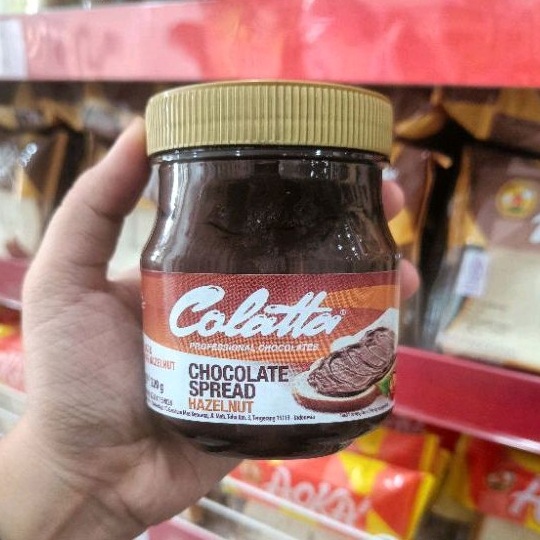 Colatta®
PROFESSIONAL CHOCOLATES
HAZELNUT
CHOCOLATE
SPREAD
HAZELNUT
Tangerang
Indonesia
AOKA